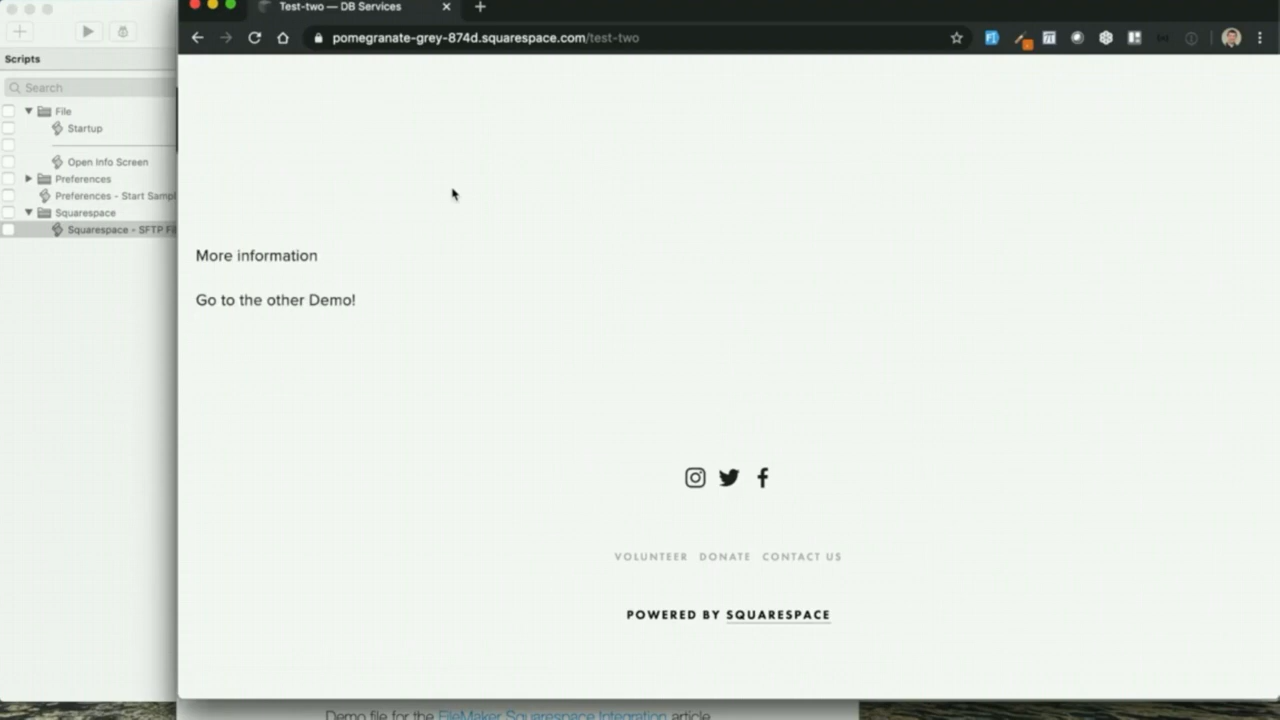 Test-two — DB Services
pomegranate-grey-874d.squarespace.com/test-two
Scripts
Search
File
Startup
Open Info Screen
Preferences
Preferences - Start Sampl
Squarespace
Squarespace - SFTP Fi
More information
Go to the other Demo!
VOLUNTEER DONATE CONTACT US
POWERED BY SQUARESPACE
Demo file for the FileMaker Squarespace Integration article